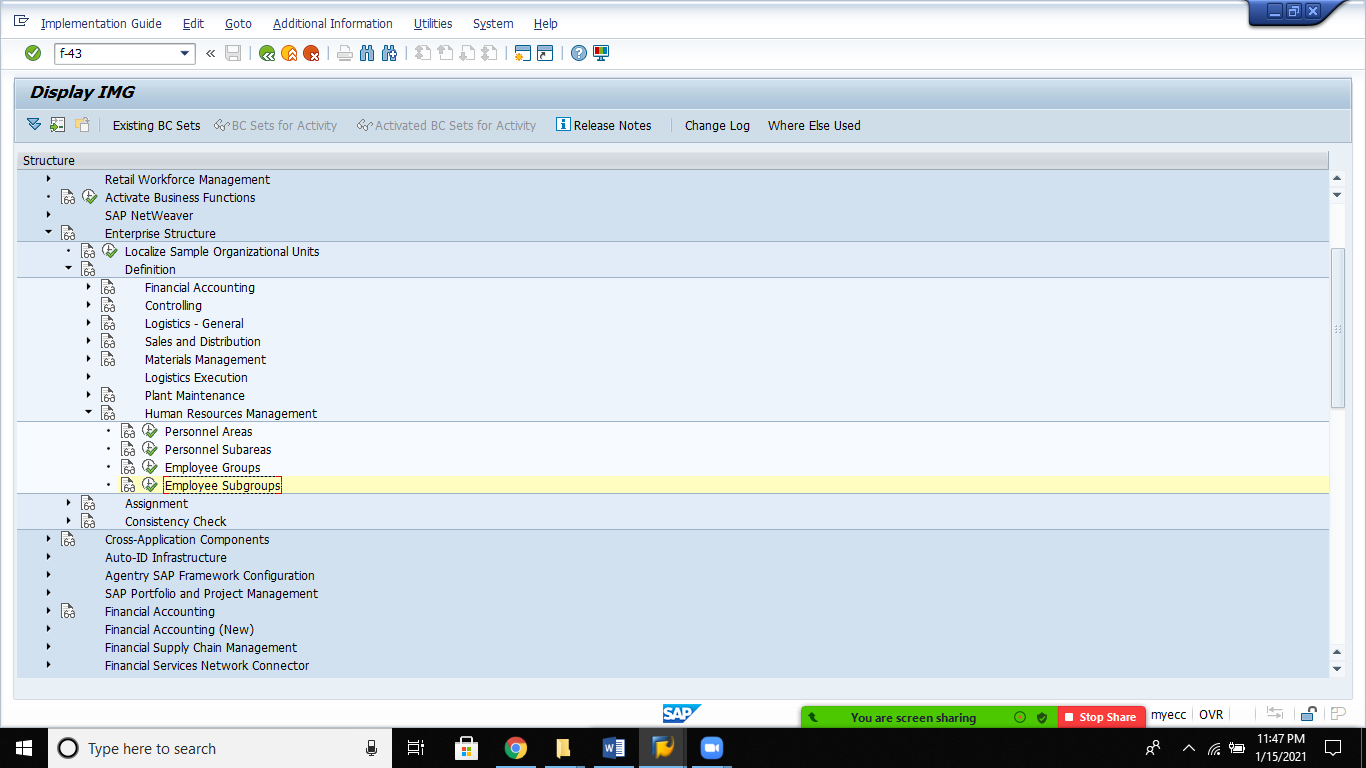 Implementation Guide Edit Goto Additional Information Utilities System Help
f-43
Display IMG
Existing BC Sets BC Sets for Activity Activated BC Sets for Activity Release Notes Change Log Where Else Used
Structure
Retail Workforce Management
Activate Business Functions
SAP NetWeaver
Enterprise Structure
Localize Sample Organizational Units
Definition
Financial Accounting
Controlling
Logistics - General
Sales and Distribution
Materials Management
Logistics Execution
Plant Maintenance
Human Resources Management
Personnel Areas
Personnel Subareas
Employee Groups
Employee Subgroups
Assignment
Consistency Check
Cross-Application Components
Auto-ID Infrastructure
Agentry SAP Framework Configuration
SAP Portfolio and Project Management
Financial Accounting
Financial Accounting (New)
Financial Supply Chain Management
Financial Services Network Connector
SAP You are screen sharing Stop Share myecc OVR
Type here to search
11:47 PM
1/15/2021